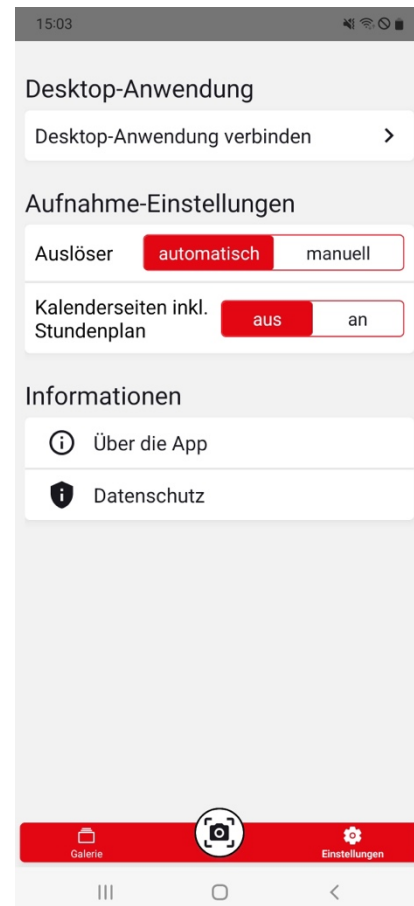 15:03
Desktop-Anwendung
Desktop-Anwendung verbinden
Aufnahme-Einstellungen
Auslöser automatisch manuell
Kalenderseiten inkl.
Stundenplan aus an
Informationen
Über die App
Datenschutz
Galerie Einstellungen